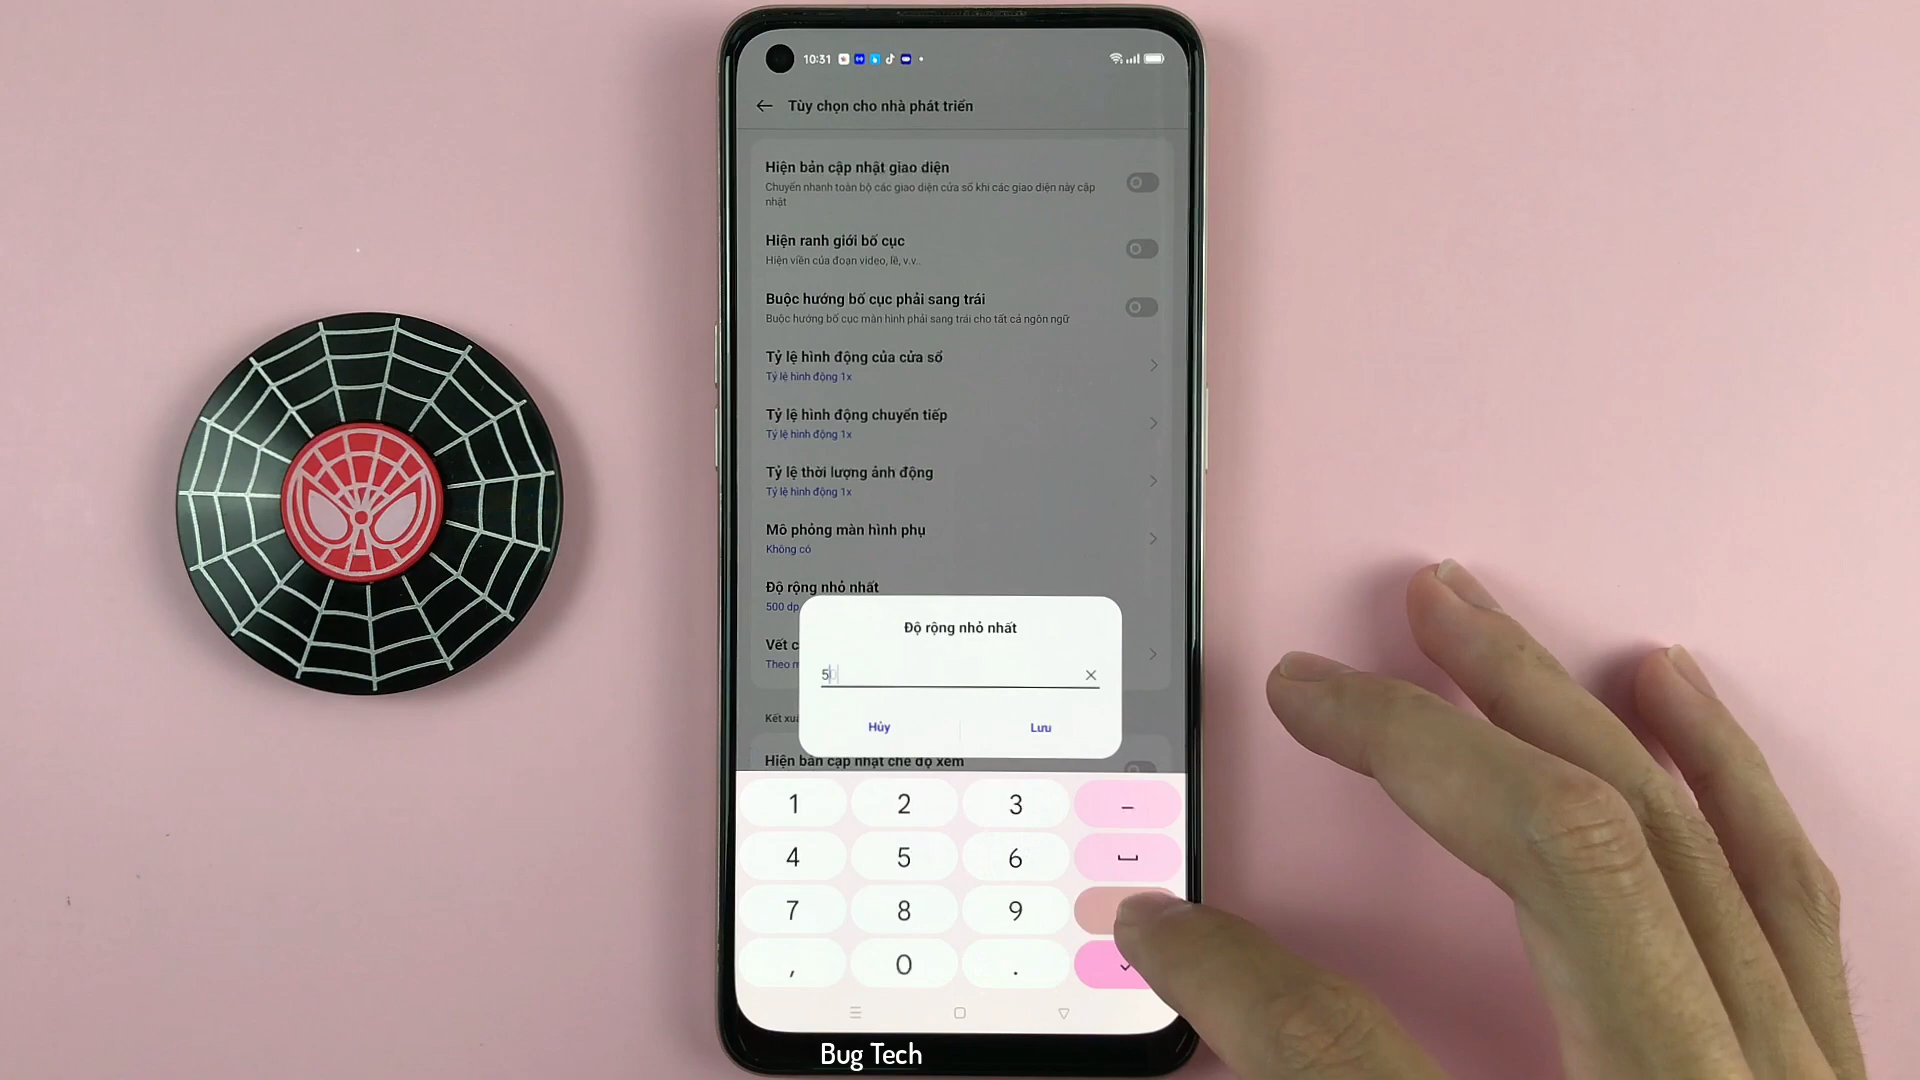 10:31
Tùy chọn cho nhà phát triển
Hiện bản cập nhật giao diện
Chuyển nhanh toàn bộ các giao diện cửa sổ khi các giao diện này cập
nhật
Hiện ranh giới bố cục
Hiện viền của đoạn video, lề, v.v..
Buộc hướng bố cục phải sang trái
Buộc hướng bố cục màn hình phải sang trái cho tất cả ngôn ngữ
Tỷ lệ hình động của cửa sổ
Tỷ lệ hình động 1x
Tỷ lệ hình động chuyển tiếp
Tỷ lệ hình động 1x
Tỷ lệ thời lượng ảnh động
Tỷ lệ hình động 1x
Mô phỏng màn hình phụ
Không có
Độ rộng nhỏ nhất
500 dp
Độ rộng nhỏ nhất
Vết c
Theo m
50
Hủy Lưu
Kết xuấ
Hiện bản cập nhật chế độ xem
1 2 3 -
4 5 6
7 8 9
, 0 .
Bug Tech